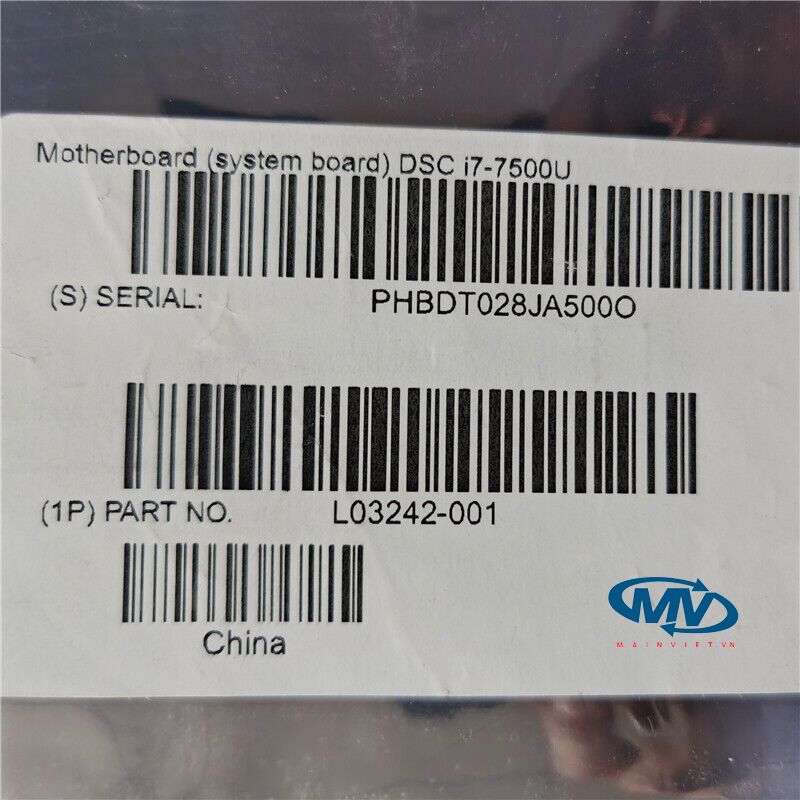 Motherboard (system board) DSC i7-7500U
(S) SERIAL: PHBDT028JA500O
(1P) PART NO. L03242-001
China
MV
MAINVIET.VN